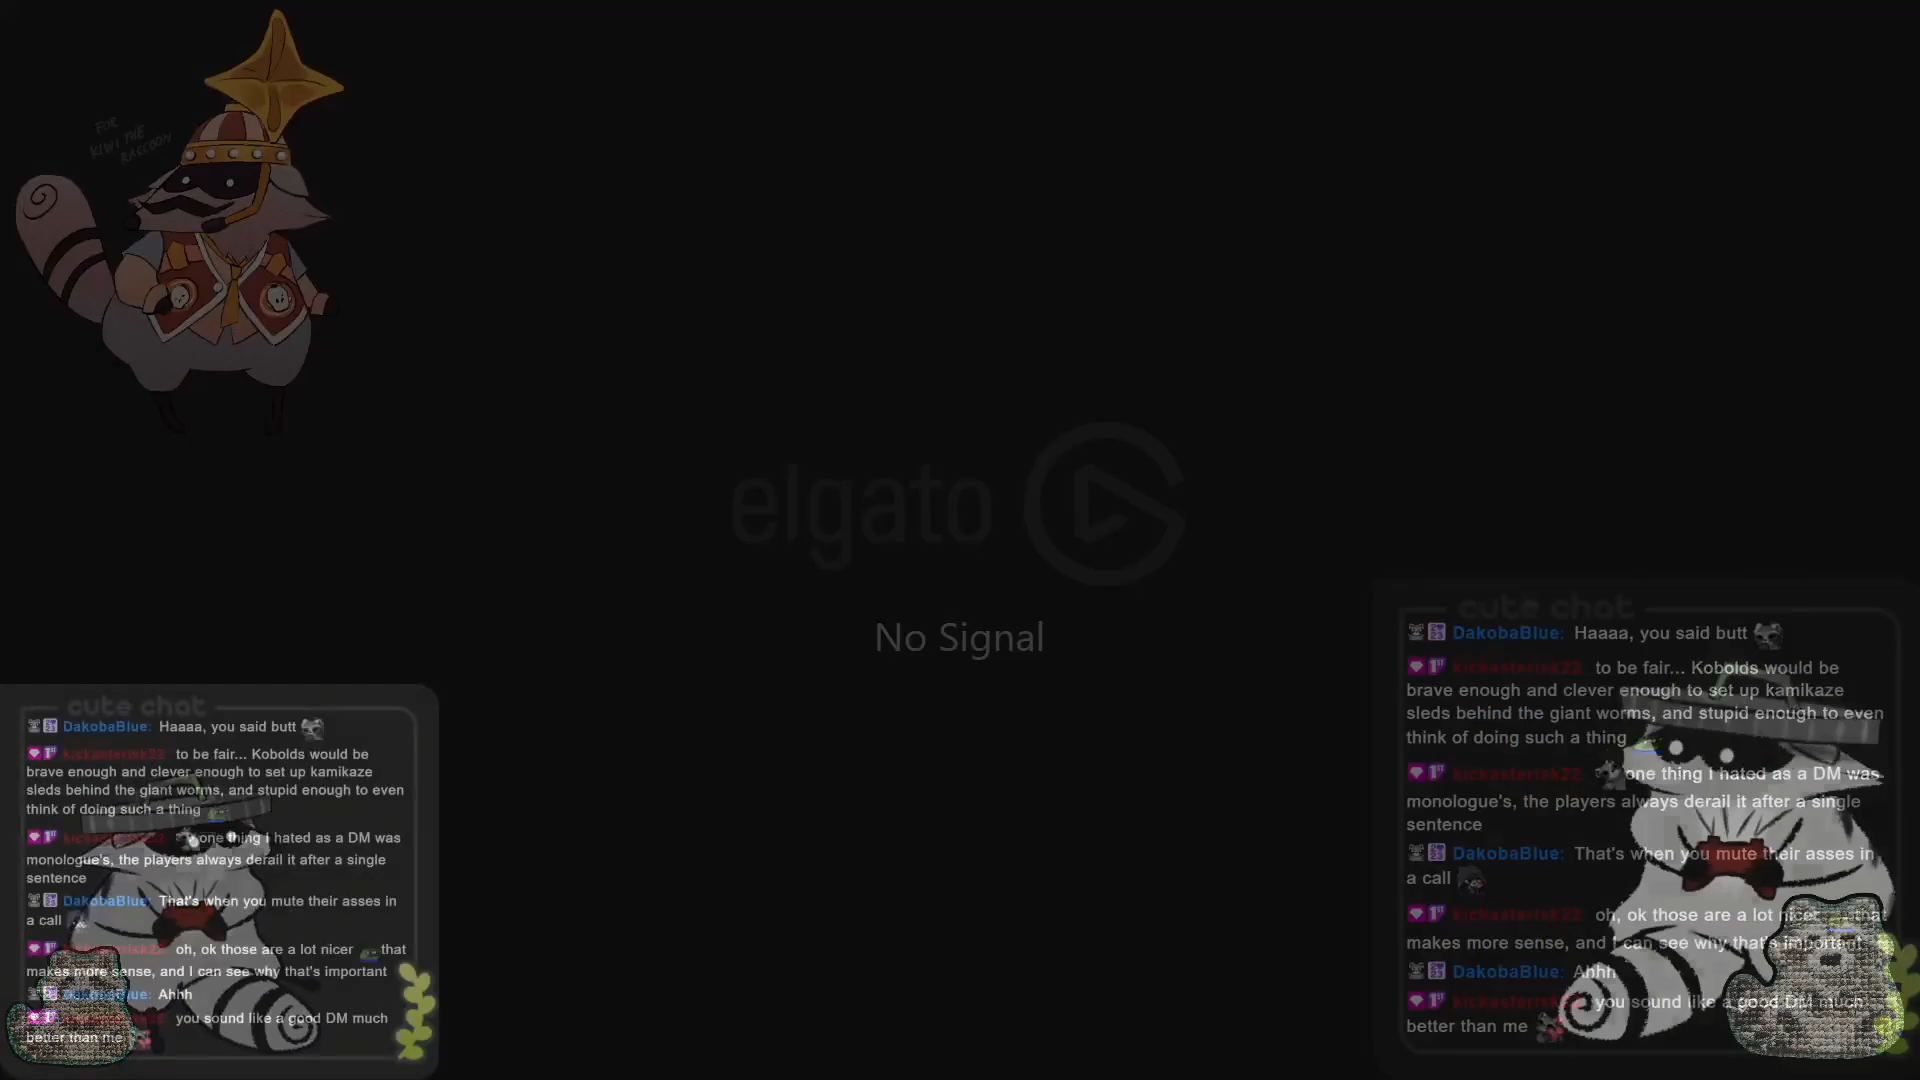 FOR
KIWI THE
RACCOON
elgato
No Signal
cute chat
DakobaBlue: Haaaa, you said butt
kickasterisk22 to be fair... Kobolds would be
brave enough and clever enough to set up kamikaze
sleds behind the giant worms, and stupid enough to even
think of doing such a thing
kickasterisk22 one thing I hated as a DM was
monologue's, the players always derail it after a single
sentence
DakobaBlue: That's when you mute their asses in
a call
kickasterisk22 oh, ok those are a lot nicer that
makes more sense, and I can see why that's important
DakobaBlue: Ahhh
you sound like a good DM much
better than me
cute chat
DakobaBlue: Haaaa, you said butt
kickasterisk22 to be fair... Kobolds would be
brave enough and clever enough to set up kamikaze
sleds behind the giant worms, and stupid enough to even
think of doing such a thing
kickasterisk22 one thing I hated as a DM was
monologue's, the players always derail it after a single
sentence
DakobaBlue: That's when you mute their asses in
a call
kickasterisk22 oh, ok those are a lot nicer that
makes more sense, and I can see why that's important
DakobaBlue: Ahhh
kickasterisk22 you sound like a good DM much
better than me